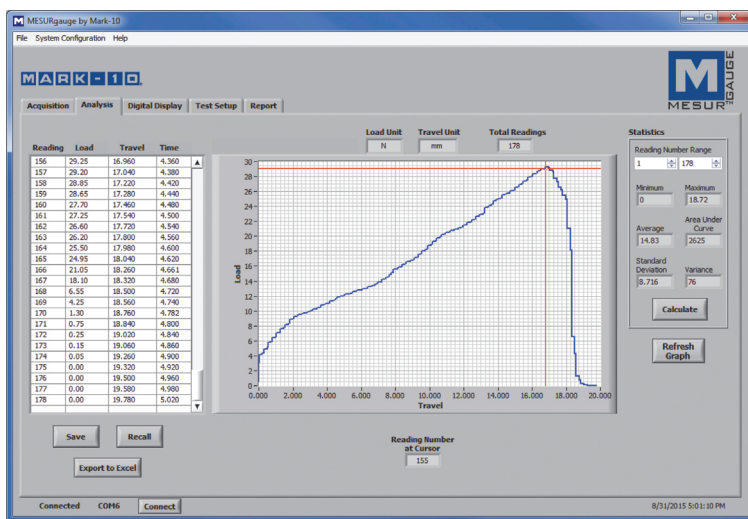 MESURgauge by Mark-10
File System Configuration Help
MARK-10
M
MESUR
GAUGE
Acquisition Analysis Digital Display Test Setup Report
Load Unit Travel Unit Total Readings
N mm 178
Reading Load Travel Time
156 29.25 16.960 4.360
157 29.20 17.040 4.380
158 28.85 17.220 4.420
159 28.65 17.280 4.440
160 27.70 17.460 4.480
161 27.25 17.540 4.500
162 26.60 17.720 4.540
163 26.20 17.800 4.560
164 25.50 17.980 4.600
165 24.95 18.040 4.620
166 21.05 18.260 4.661
167 18.10 18.320 4.680
168 6.55 18.500 4.720
169 4.25 18.560 4.740
170 1.30 18.760 4.782
171 0.75 18.840 4.800
172 0.25 19.020 4.840
173 0.15 19.060 4.860
174 0.05 19.260 4.900
175 0.00 19.320 4.920
176 0.00 19.500 4.960
177 0.00 19.580 4.980
178 0.00 19.780 5.020
Load
30
28
26
24
22
20
18
16
14
12
10
8
6
4
2
0
0.000 2.000 4.000 6.000 8.000 10.000 12.000 14.000 16.000 18.000 20.000
Travel
Statistics
Reading Number Range
1 178
Minimum Maximum
0 18.72
Average Area Under Curve
14.83 2625
Standard Deviation Variance
8.716 76
Calculate
Refresh
Graph
Save Recall
Export to Excel
Reading Number
at Cursor
155
Connected COM6 Connect 8/31/2015 5:01:10 PM